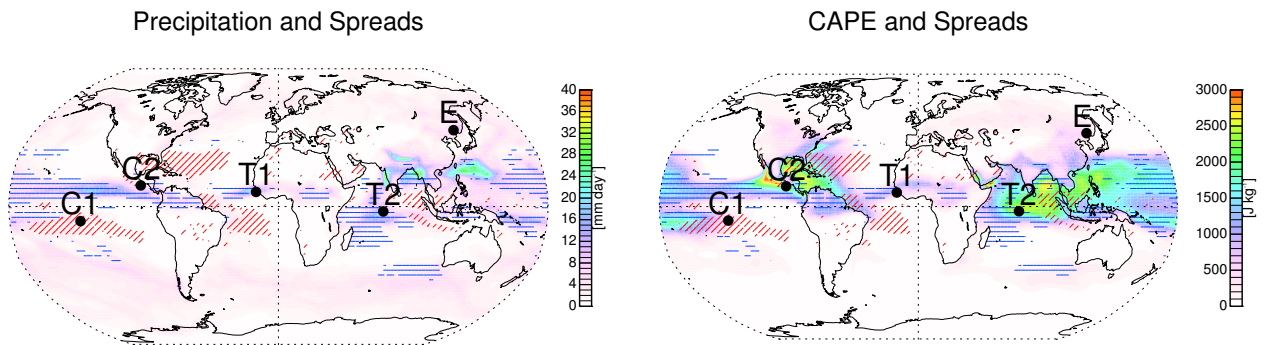 Precipitation and Spreads
C1
C2
T1
T2
E
40
36
32
28
24
20
16
12
8
4
0
[mm day⁻¹]
CAPE and Spreads
C1
C2
T1
T2
E
3000
2500
2000
1500
1000
500
0
[J kg⁻¹]